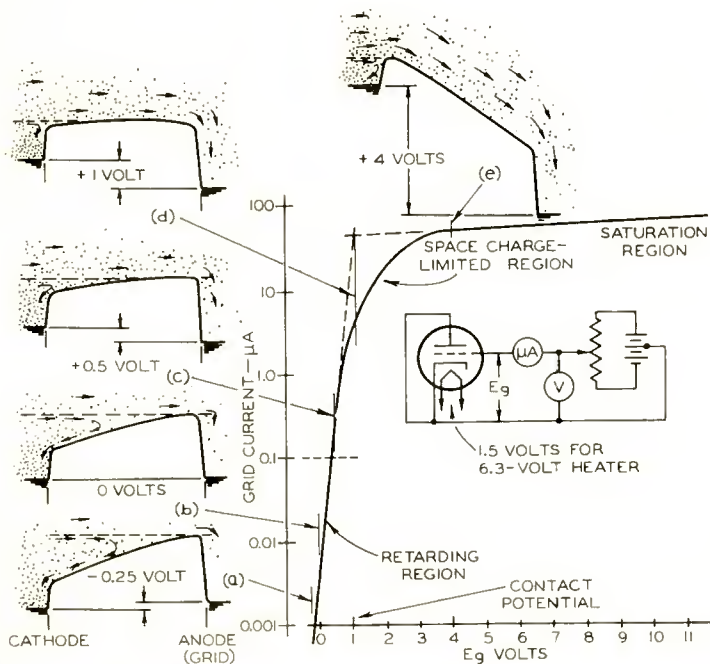 + 4 VOLTS
(e)
+ 1 VOLT
(d)
100
10
1.0
0.1
0.01
0.001
GRID CURRENT—μA
SPACE CHARGE-
LIMITED REGION
SATURATION
REGION
+0.5 VOLT
(c)
μA
Eg
V
1.5 VOLTS FOR
6.3-VOLT HEATER
0 VOLTS
(b)
RETARDING
REGION
− 0.25 VOLT
(a)
CONTACT
POTENTIAL
CATHODE
ANODE
(GRID)
0 1 2 3 4 5 6 7 8 9 10 11
Eg VOLTS